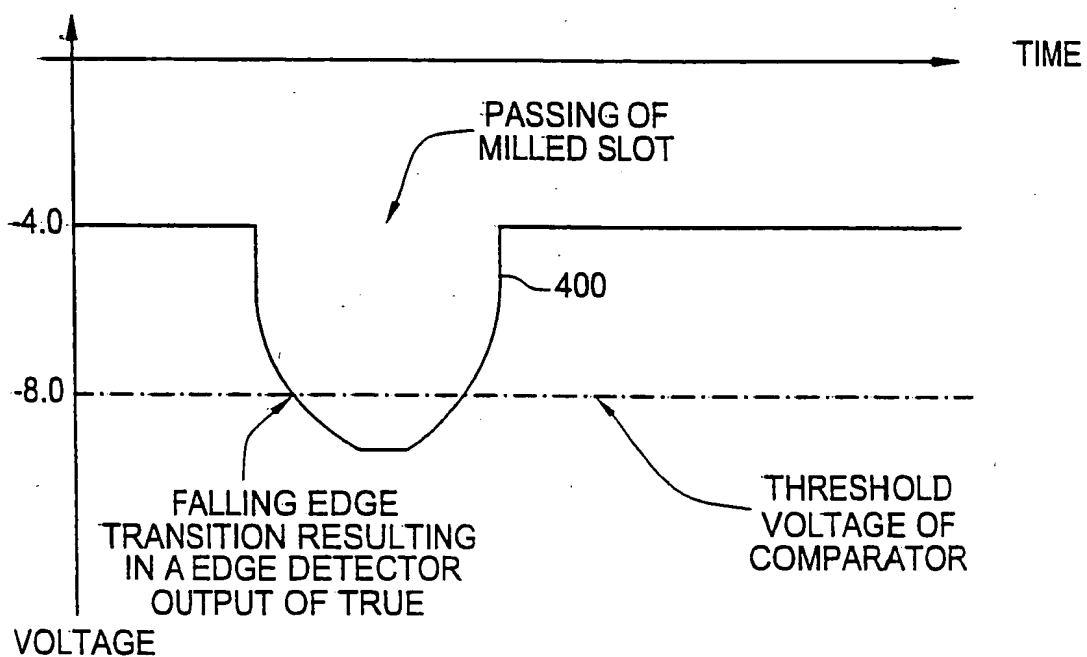 TIME
PASSING OF
MILLED SLOT
-4.0
400
-8.0
FALLING EDGE
TRANSITION RESULTING
IN A EDGE DETECTOR
OUTPUT OF TRUE
THRESHOLD
VOLTAGE OF
COMPARATOR
VOLTAGE